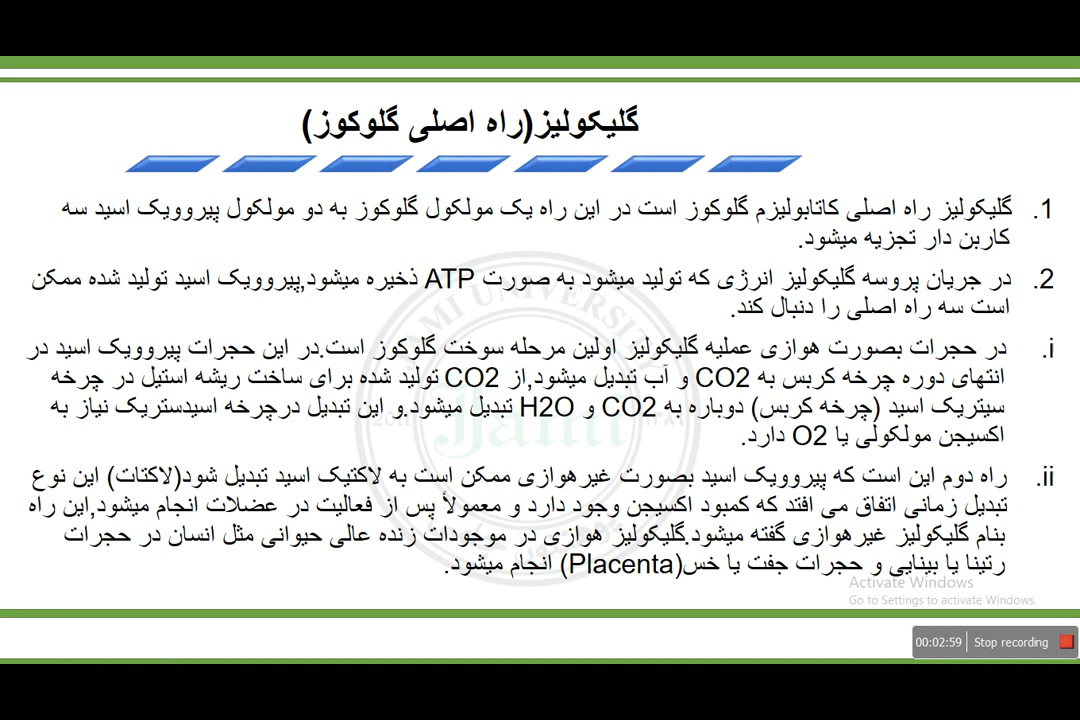 گلیکولیز(راه اصلی گلوکوز)
1. گلیکولیز راه اصلی کاتابولیزم گلوکوز است در این راه یک مولکول گلوکوز به دو مولکول پیروویک اسید سه
کاربن دار تجزیه میشود.
2. در جریان پروسه گلیکولیز انرژی که تولید میشود به صورت ATP ذخیره میشود,پیروویک اسید تولید شده ممکن
است سه راه اصلی را دنبال کند.
i. در حجرات بصورت هوازی عملیه گلیکولیز اولین مرحله سوخت گلوکوز است.در این حجرات پیروویک اسید در
انتهای دوره چرخه کربس به CO2 و آب تبدیل میشود,از CO2 تولید شده برای ساخت ریشه استیل در چرخه
سیتریک اسید (چرخه کربس) دوباره به CO2 و H2O تبدیل میشود.و این تبدیل درچرخه اسیدستریک نیاز به
اکسیجن مولکولی یا O2 دارد.
ii. راه دوم این است که پیروویک اسید بصورت غیرهوازی ممکن است به لاکتیک اسید تبدیل شود(لاکتات) این نوع
تبدیل زمانی اتفاق می افتد که کمبود اکسیجن وجود دارد و معمولأ پس از فعالیت در عضلات انجام میشود,این راه
بنام گلیکولیز غیرهوازی گفته میشود.گلیکولیز هوازی در موجودات زنده عالی حیوانی مثل انسان در حجرات
رتینا یا بینایی و حجرات جفت یا خس(Placenta) انجام میشود.
JAMI UNIVERSITY
Jami
Activate Windows
Go to Settings to activate Windows.
00:02:59 Stop recording